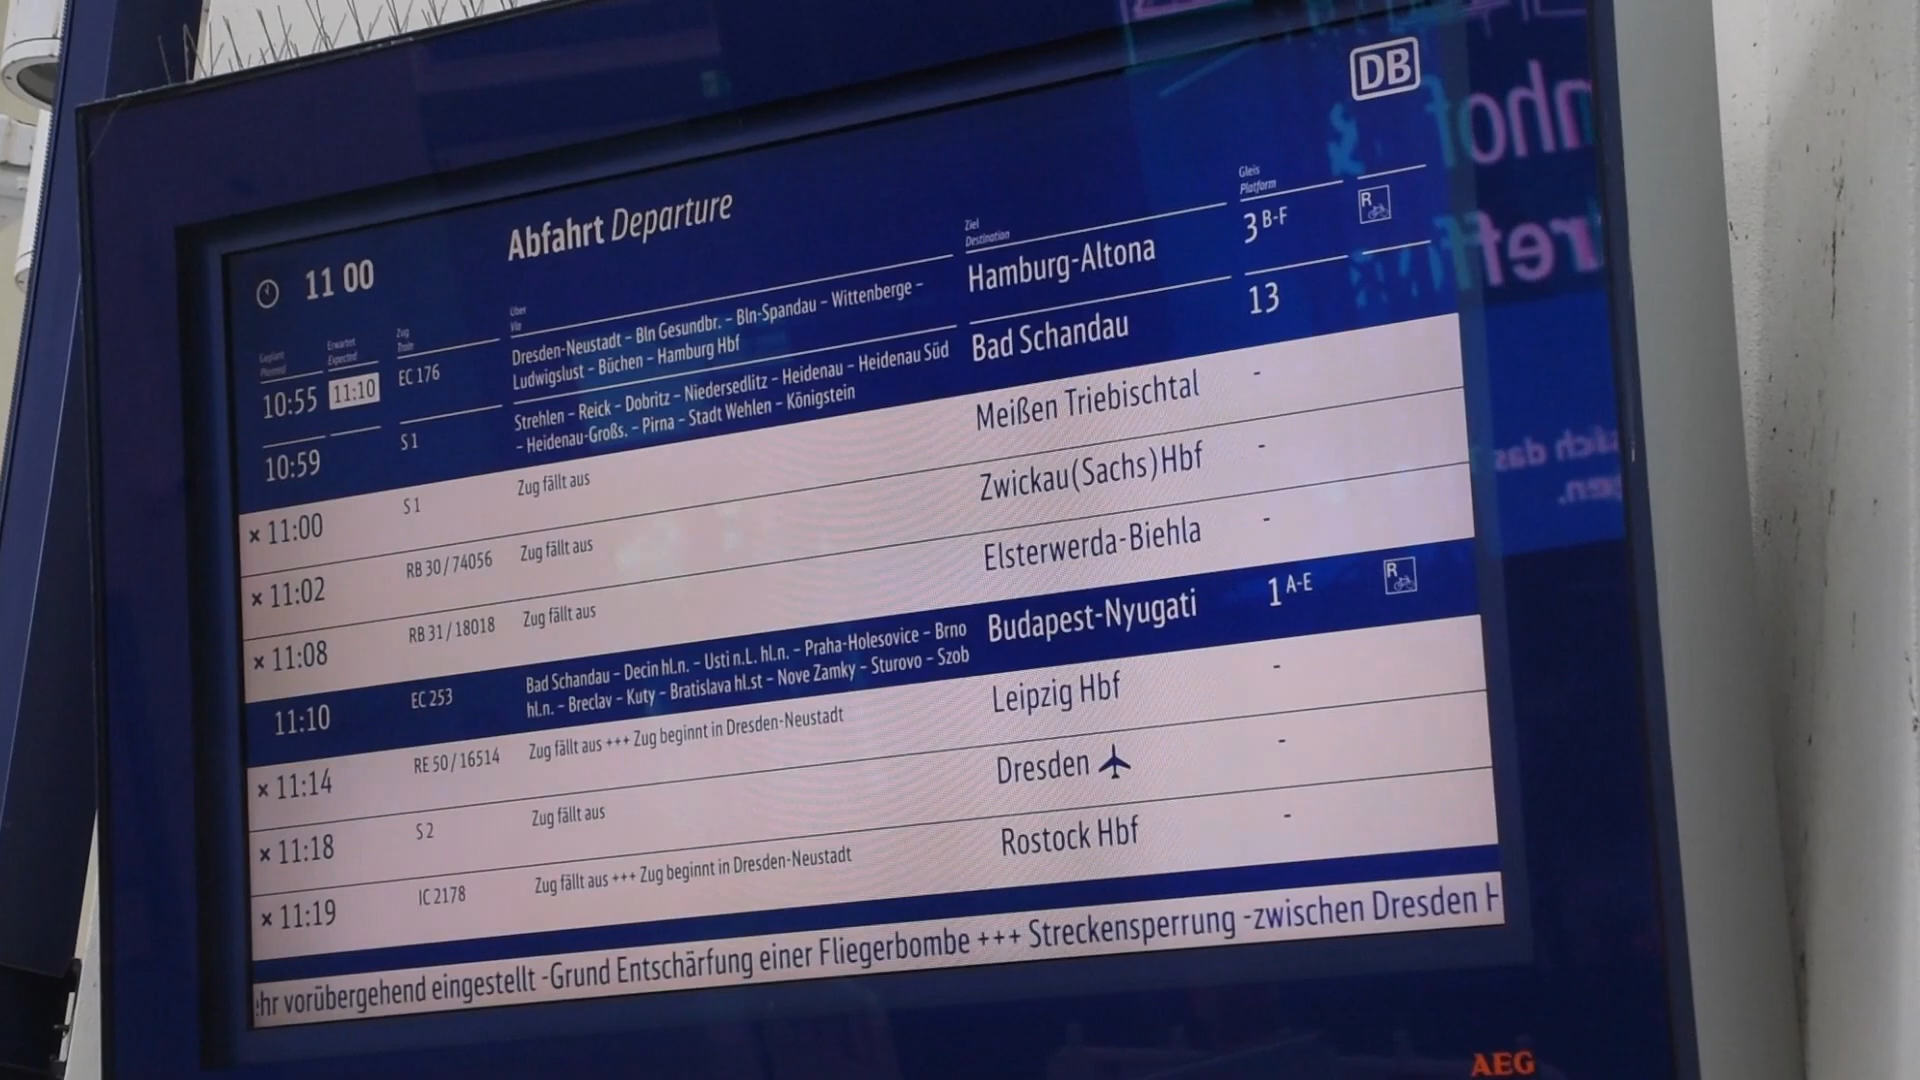 DB
11 00
Abfahrt Departure
Geplant
Planned
Erwartet
Expected
Zug
Train
Über
Via
Ziel
Destination
Gleis
Platform
10:55 11:10 EC 176 Dresden-Neustadt – Bln Gesundbr. – Bln-Spandau – Wittenberge –
Ludwigslust – Büchen – Hamburg Hbf
Hamburg-Altona 3 B-F R
10:59 S 1 Strehlen – Reick – Dobritz – Niedersedlitz – Heidenau – Heidenau Süd
– Heidenau-Großs. – Pirna – Stadt Wehlen – Königstein
Bad Schandau 13
× 11:00 S 1 Zug fällt aus Meißen Triebischtal -
× 11:02 RB 30 / 74056 Zug fällt aus Zwickau(Sachs)Hbf -
× 11:08 RB 31 / 18018 Zug fällt aus Elsterwerda-Biehla -
11:10 EC 253 Bad Schandau – Decin hl.n. – Usti n.L. hl.n. – Praha-Holesovice – Brno
hl.n. – Breclav – Kuty – Bratislava hl.st – Nove Zamky – Sturovo – Szob
Budapest-Nyugati 1 A-E R
× 11:14 RE 50 / 16514 Zug fällt aus +++ Zug beginnt in Dresden-Neustadt Leipzig Hbf -
× 11:18 S 2 Zug fällt aus Dresden -
× 11:19 IC 2178 Zug fällt aus +++ Zug beginnt in Dresden-Neustadt Rostock Hbf -
hr vorübergehend eingestellt -Grund Entschärfung einer Fliegerbombe +++ Streckensperrung -zwischen Dresden H
AEG